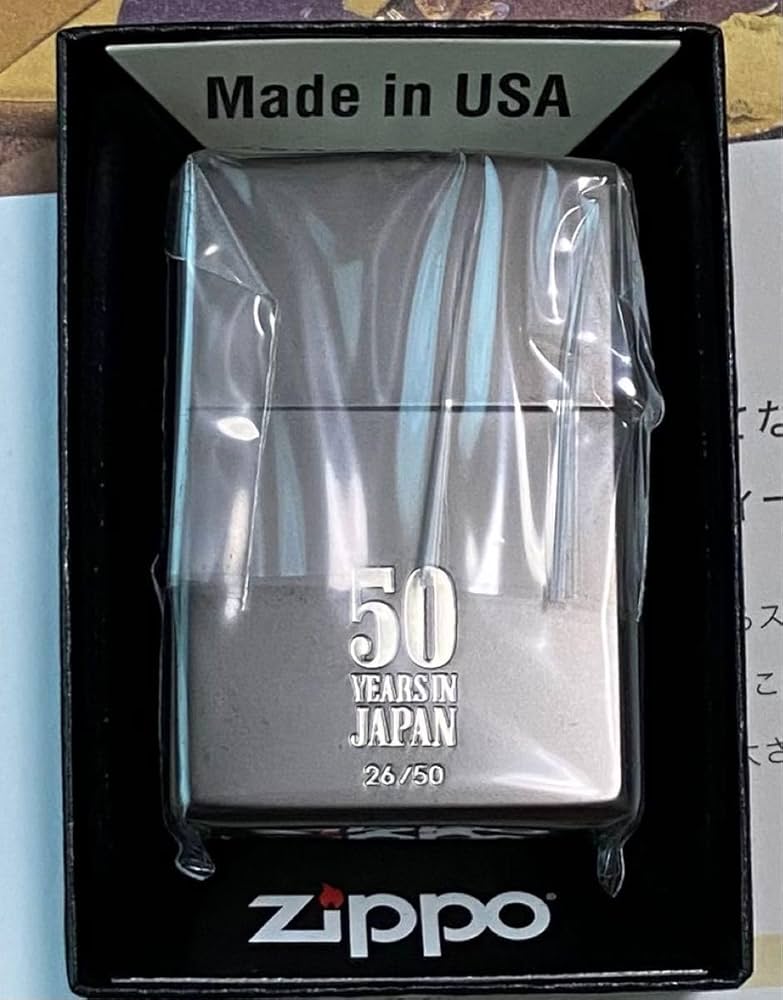 Made in USA
50
YEARS IN
JAPAN
26/50
zippo